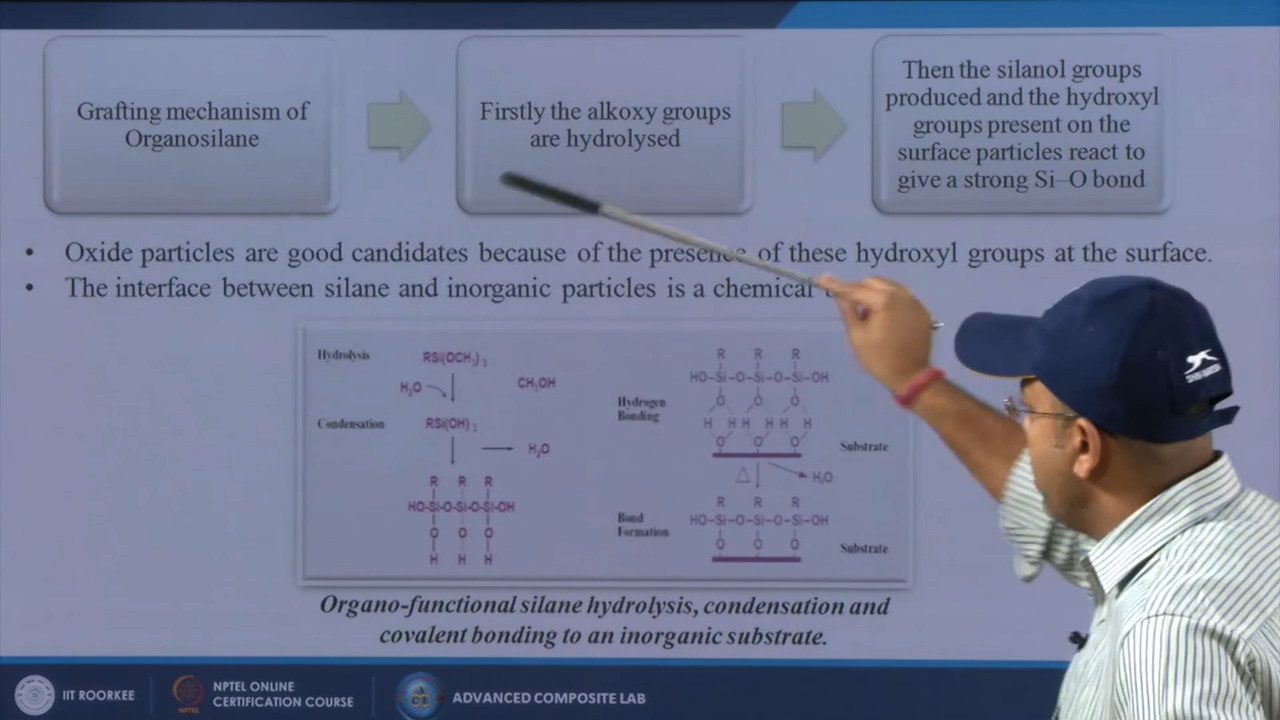 Grafting mechanism of
Organosilane
Firstly the alkoxy groups
are hydrolysed
Then the silanol groups
produced and the hydroxyl
groups present on the
surface particles react to
give a strong Si–O bond
• Oxide particles are good candidates because of the presence of these hydroxyl groups at the surface.
• The interface between silane and inorganic particles is a chemical
Hydrolysis
RSi(OCH₃)₃
H₂O
CH₃OH
Condensation
RSi(OH)₃
H₂O
R R R
HO-Si-O-Si-O-Si-OH
O O O
H H H
R R R
HO-Si-O-Si-O-Si-OH
Hydrogen
Bonding
O O O
H H H H H
O O O
Substrate
△
H₂O
R R R
Bond
Formation
HO-Si-O-Si-O-Si-OH
O O O
Substrate
Organo-functional silane hydrolysis, condensation and
covalent bonding to an inorganic substrate.
IIT ROORKEE
NPTEL
NPTEL ONLINE
CERTIFICATION COURSE
ADVANCED COMPOSITE LAB